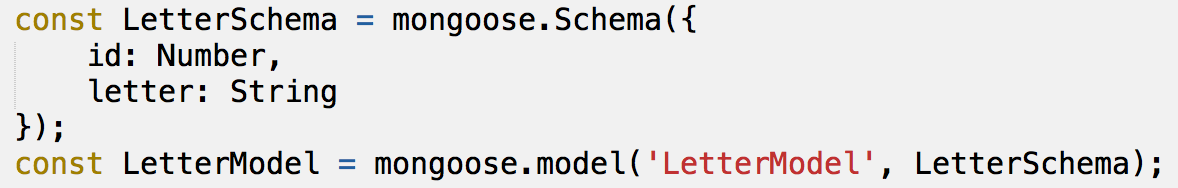 const LetterSchema = mongoose.Schema({
    id: Number,
    letter: String
});
const LetterModel = mongoose.model('LetterModel', LetterSchema);